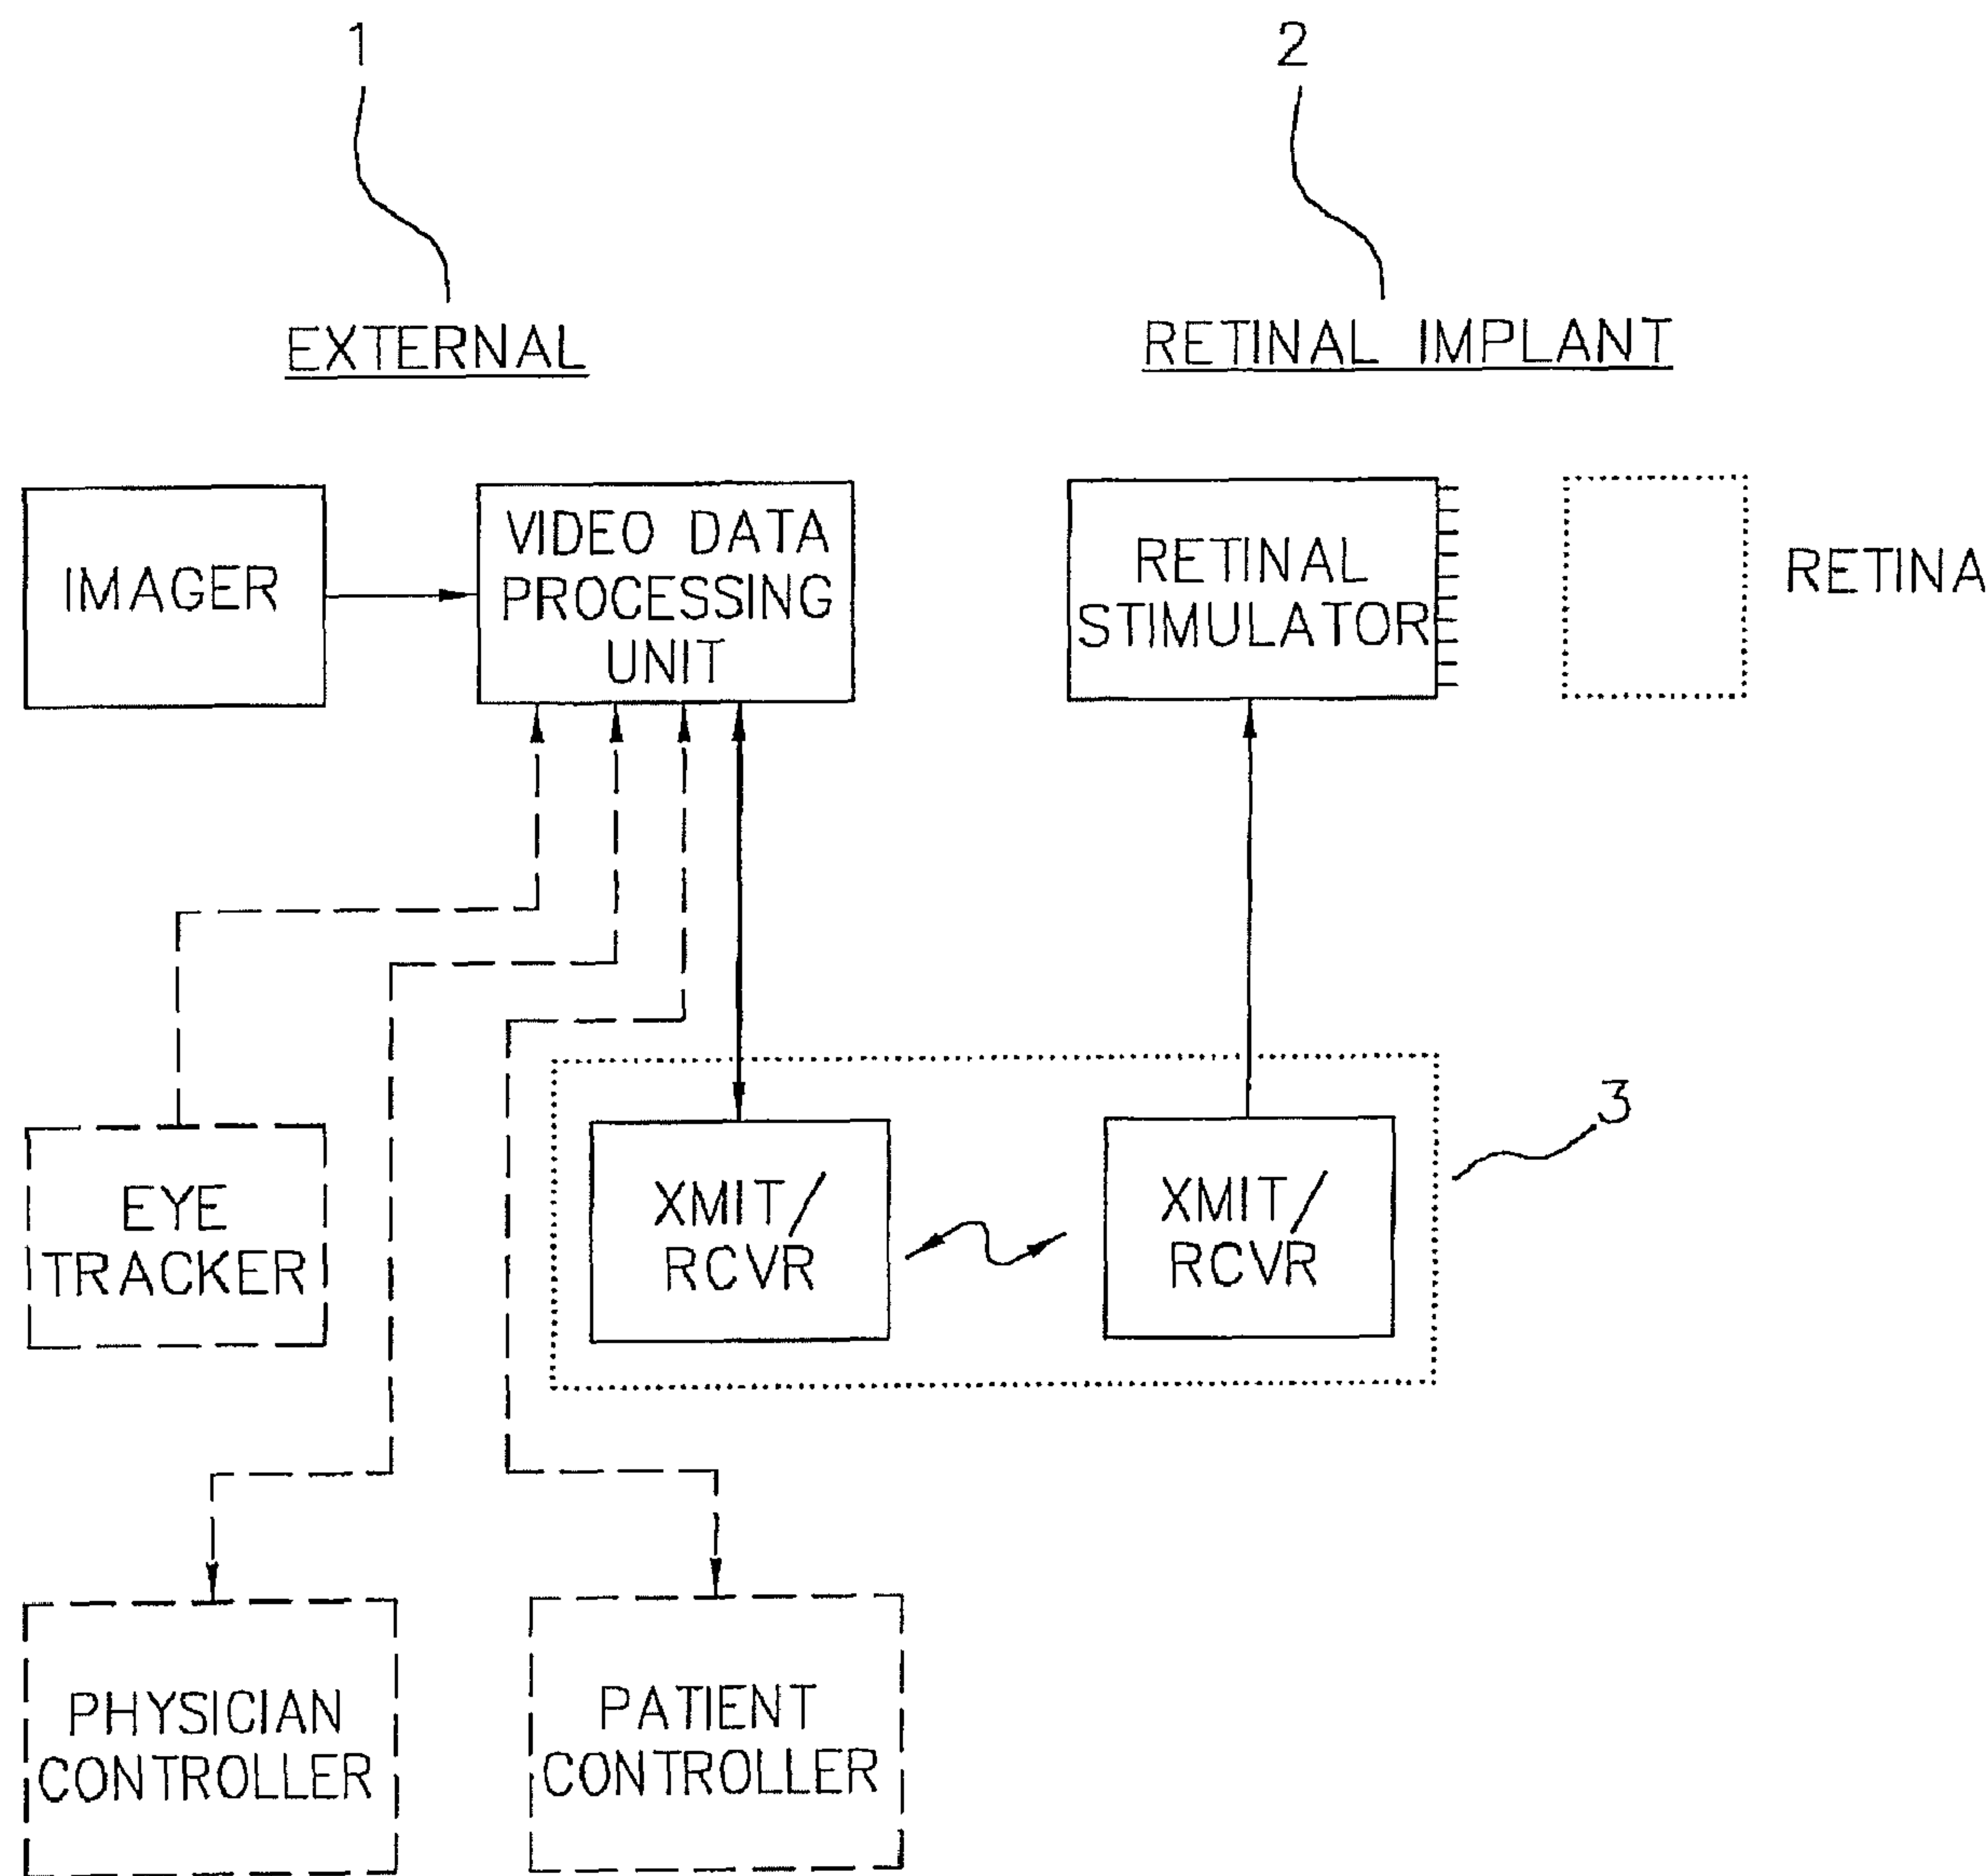 1
2
EXTERNAL
RETINAL IMPLANT
IMAGER
VIDEO DATA
PROCESSING
UNIT
RETINAL
STIMULATOR
RETINA
3
EYE
TRACKER
XMIT/
RCVR
XMIT/
RCVR
PHYSICIAN
CONTROLLER
PATIENT
CONTROLLER